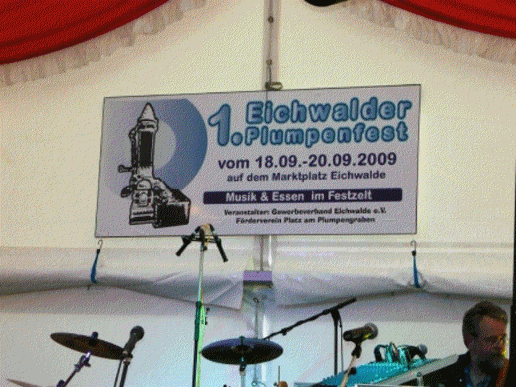 1. Eichwalder
Plumpenfest
vom 18.09.-20.09.2009
auf dem Marktplatz Eichwalde
Musik & Essen im Festzelt
Veranstalter: Gewerbeverband Eichwalde e.V.
Förderverein Platz am Plumpengraben